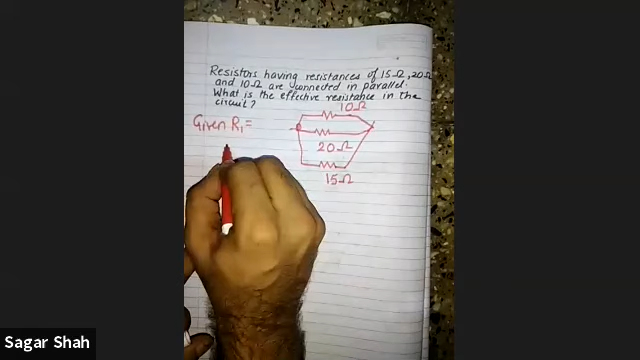 Resistors having resistances of 15Ω, 20Ω
and 10Ω are connected in parallel.
What is the effective resistance in the
circuit?
10Ω
Given R₁=
20Ω
15Ω
Sagar Shah